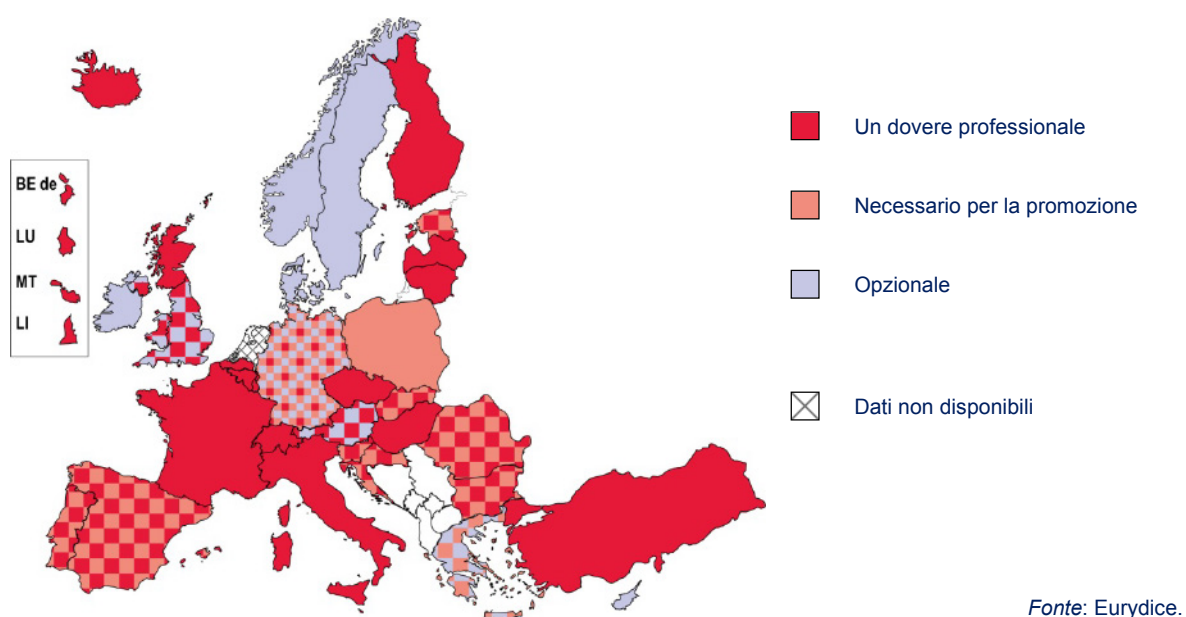 BE de
LU
MT
LI
Un dovere professionale
Necessario per la promozione
Opzionale
Dati non disponibili
Fonte: Eurydice.